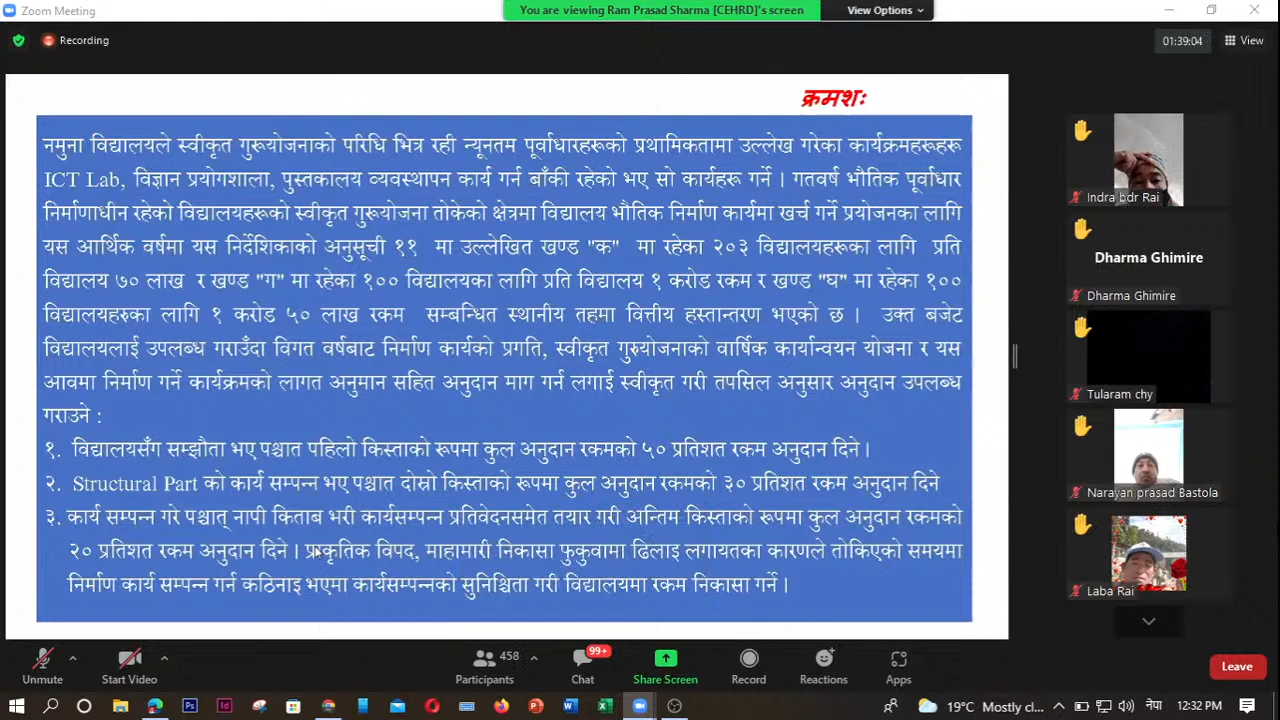 Zoom Meeting
You are viewing Ram Prasad Sharma [CEHRD]'s screen
View Options
Recording
01:39:04
View
क्रमशः
नमुना विद्यालयले स्वीकृत गुरूयोजनाको परिधि भित्र रही न्यूनतम पूर्वाधारहरूको प्रथामिकतामा उल्लेख गरेका कार्यक्रमहरूहरू
ICT Lab, विज्ञान प्रयोगशाला, पुस्तकालय व्यवस्थापन कार्य गर्न बाँकी रहेको भए सो कार्यहरू गर्ने । गतवर्ष भौतिक पूर्वाधार
निर्माणाधीन रहेको विद्यालयहरूको स्वीकृत गुरूयोजना तोकेको क्षेत्रमा विद्यालय भौतिक निर्माण कार्यमा खर्च गर्ने प्रयोजनका लागि
यस आर्थिक वर्षमा यस निर्देशिकाको अनुसूची ११ मा उल्लेखित खण्ड "क" मा रहेका २०३ विद्यालयहरूका लागि प्रति
विद्यालय ७० लाख र खण्ड "ग" मा रहेका १०० विद्यालयका लागि प्रति विद्यालय १ करोड रकम र खण्ड "घ" मा रहेका १००
विद्यालयहरुका लागि १ करोड ५० लाख रकम सम्बन्धित स्थानीय तहमा वित्तीय हस्तान्तरण भएको छ । उक्त बजेट
विद्यालयलाई उपलब्ध गराउँदा विगत वर्षबाट निर्माण कार्यको प्रगति, स्वीकृत गुरुयोजनाको वार्षिक कार्यान्वयन योजना र यस
आवमा निर्माण गर्ने कार्यक्रमको लागत अनुमान सहित अनुदान माग गर्न लगाई स्वीकृत गरी तपसिल अनुसार अनुदान उपलब्ध
गराउने :
१. विद्यालयसँग सम्झौता भए पश्चात पहिलो किस्ताको रूपमा कुल अनुदान रकमको ५० प्रतिशत रकम अनुदान दिने ।
२. Structural Part को कार्य सम्पन्न भए पश्चात दोस्रो किस्ताको रूपमा कुल अनुदान रकमको ३० प्रतिशत रकम अनुदान दिने
३. कार्य सम्पन्न गरे पश्चात् नापी किताब भरी कार्यसम्पन्न प्रतिवेदनसमेत तयार गरी अन्तिम किस्ताको रूपमा कुल अनुदान रकमको
२० प्रतिशत रकम अनुदान दिने । प्राकृतिक विपद, माहामारी निकासा फुकुवामा ढिलाइ लगायतका कारणले तोकिएको समयमा
निर्माण कार्य सम्पन्न गर्न कठिनाइ भएमा कार्यसम्पन्नको सुनिश्चिता गरी विद्यालयमा रकम निकासा गर्ने ।
Indra bdr Rai
Dharma Ghimire
Dharma Ghimire
Tularam chy
Narayan prasad Bastola
Laba Rai
Unmute
Start Video
458
Participants
99+
Chat
Share Screen
Record
Reactions
Apps
Leave
Ps
Id
19°C Mostly cl...
नेपा
12:32 PM